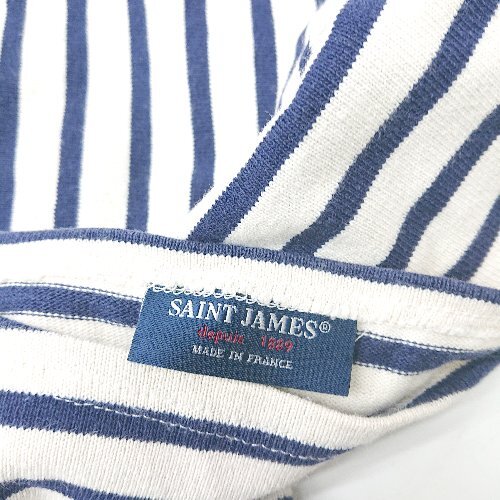 SAINT JAMES®
depuis 1889
MADE IN FRANCE